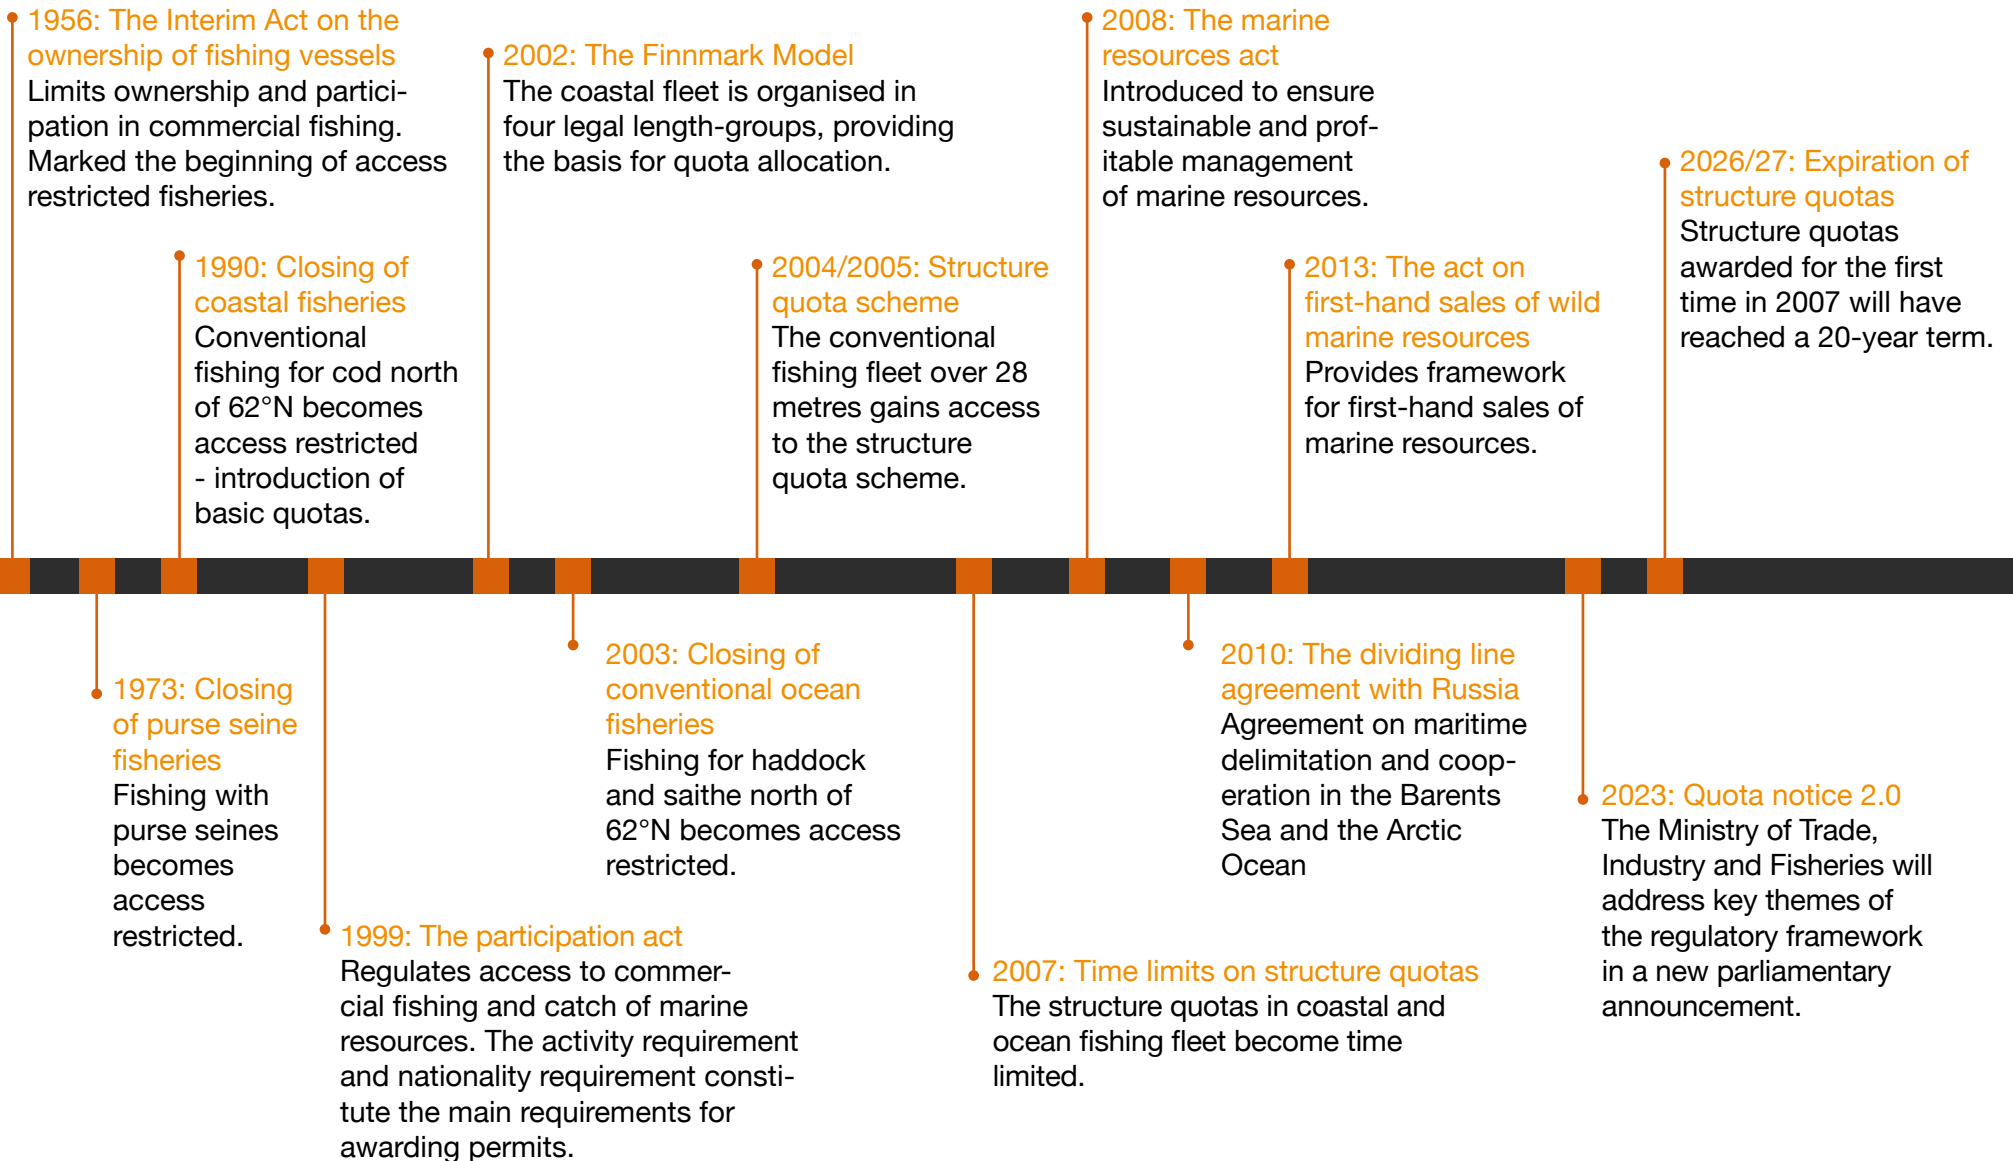 1956: The Interim Act on the
ownership of fishing vessels
Limits ownership and partici-
pation in commercial fishing.
Marked the beginning of access
restricted fisheries.
1990: Closing of
coastal fisheries
Conventional
fishing for cod north
of 62°N becomes
access restricted
- introduction of
basic quotas.
2002: The Finnmark Model
The coastal fleet is organised in
four legal length-groups, providing
the basis for quota allocation.
2004/2005: Structure
quota scheme
The conventional
fishing fleet over 28
metres gains access
to the structure
quota scheme.
2008: The marine
resources act
Introduced to ensure
sustainable and prof-
itable management
of marine resources.
2013: The act on
first-hand sales of wild
marine resources
Provides framework
for first-hand sales of
marine resources.
2026/27: Expiration of
structure quotas
Structure quotas
awarded for the first
time in 2007 will have
reached a 20-year term.
1973: Closing
of purse seine
fisheries
Fishing with
purse seines
becomes
access
restricted.
1999: The participation act
Regulates access to commer-
cial fishing and catch of marine
resources. The activity requirement
and nationality requirement consti-
tute the main requirements for
awarding permits.
2003: Closing of
conventional ocean
fisheries
Fishing for haddock
and saithe north of
62°N becomes access
restricted.
2007: Time limits on structure quotas
The structure quotas in coastal and
ocean fishing fleet become time
limited.
2010: The dividing line
agreement with Russia
Agreement on maritime
delimitation and coop-
eration in the Barents
Sea and the Arctic
Ocean
2023: Quota notice 2.0
The Ministry of Trade,
Industry and Fisheries will
address key themes of
the regulatory framework
in a new parliamentary
announcement.